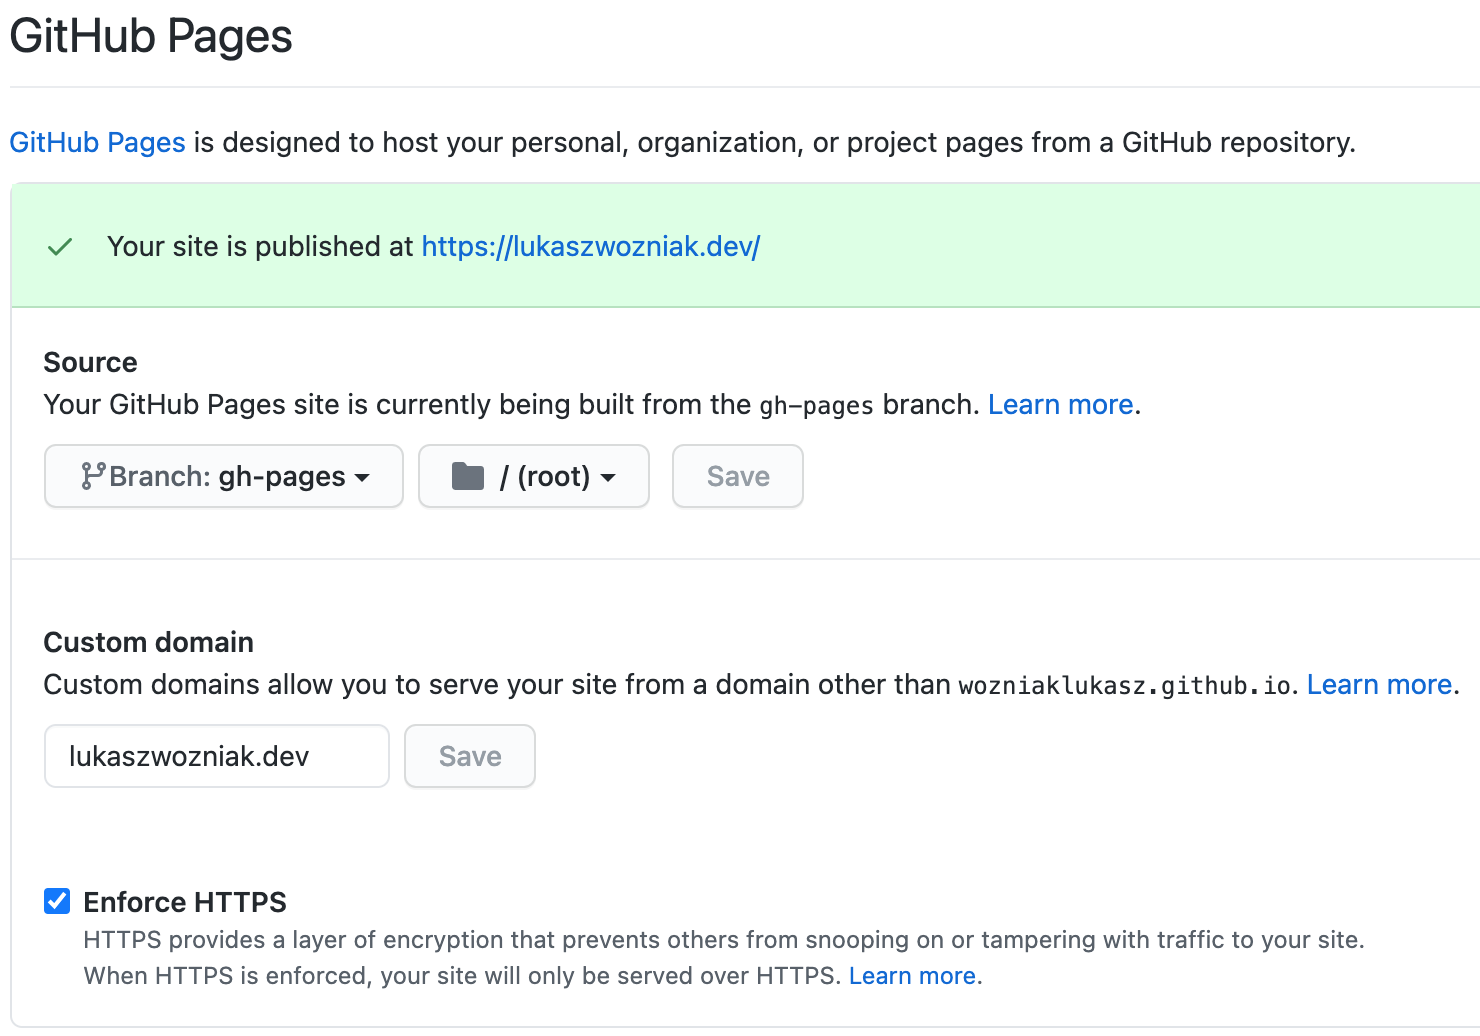 GitHub Pages
GitHub Pages is designed to host your personal, organization, or project pages from a GitHub repository.
Your site is published at https://lukaszwozniak.dev/
Source
Your GitHub Pages site is currently being built from the gh-pages branch. Learn more.
Branch: gh-pages / (root) Save
Custom domain
Custom domains allow you to serve your site from a domain other than wozniaklukasz.github.io. Learn more.
lukaszwozniak.dev Save
Enforce HTTPS
HTTPS provides a layer of encryption that prevents others from snooping on or tampering with traffic to your site.
When HTTPS is enforced, your site will only be served over HTTPS. Learn more.